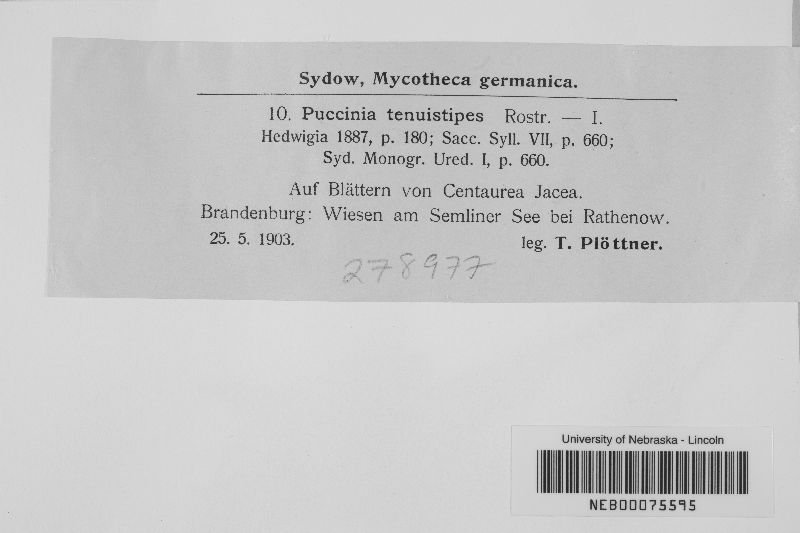 Sydow, Mycotheca germanica.
10. Puccinia tenuistipes Rostr. — I.
Hedwigia 1887, p. 180; Sacc. Syll. VII, p. 660;
Syd. Monogr. Ured. I, p. 660.
Auf Blättern von Centaurea Jacea.
Brandenburg: Wiesen am Semliner See bei Rathenow.
25. 5. 1903. leg. T. Plöttner.
278977
University of Nebraska - Lincoln
NEB00075595